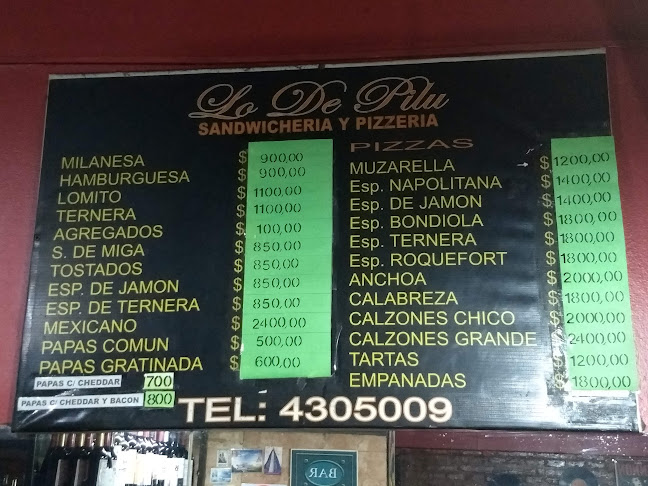 Lo De Pilu
SANDWICHERIA Y PIZZERIA
MILANESA $ 900,00
HAMBURGUESA $ 900,00
LOMITO $ 1100,00
TERNERA $ 1100,00
AGREGADOS $ 100,00
S. DE MIGA $ 850,00
TOSTADOS $ 850,00
ESP. DE JAMON $ 850,00
ESP. DE TERNERA $ 850,00
MEXICANO $ 2400,00
PAPAS COMUN $ 500,00
PAPAS GRATINADA $ 600,00
PAPAS C/ CHEDDAR 700
PAPAS C/ CHEDDAR Y BACON 800
PIZZAS
MUZARELLA $ 1200,00
Esp. NAPOLITANA $ 1400,00
Esp. DE JAMON $ 1400,00
Esp. BONDIOLA $ 1800,00
Esp. TERNERA $ 1800,00
Esp. ROQUEFORT $ 1800,00
ANCHOA $ 2000,00
CALABREZA $ 1800,00
CALZONES CHICO $ 2000,00
CALZONES GRANDE $ 2400,00
TARTAS $ 1200,00
EMPANADAS $ 1800,00
TEL: 4305009
BAR